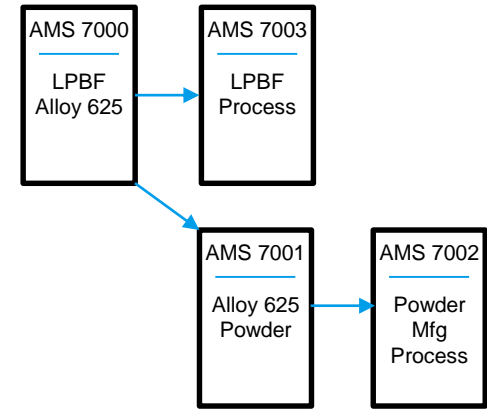 AMS 7000
LPBF
Alloy 625
AMS 7003
LPBF
Process
AMS 7001
Alloy 625
Powder
AMS 7002
Powder
Mfg
Process